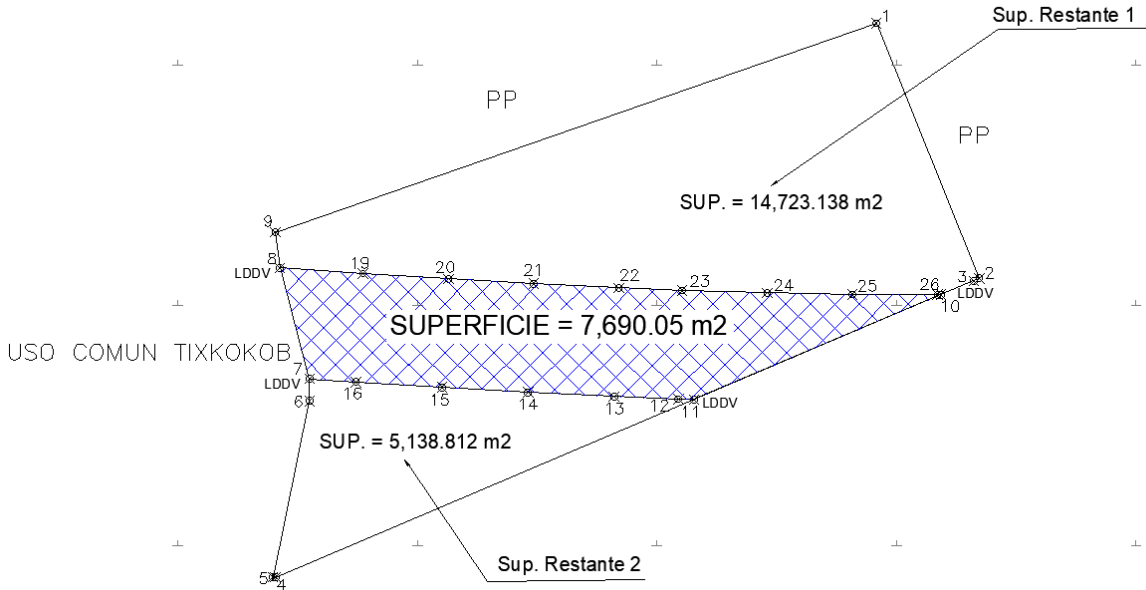 Sup. Restante 1
1
PP
PP
SUP. = 14,723.138 m2
9
8
LDDV
19
20
21
22
23
24
25
26
3
2
LDDV
10
SUPERFICIE = 7,690.05 m2
USO COMUN TIXKOKOB
7
LDDV
6
16
15
14
13
12
11
LDDV
SUP. = 5,138.812 m2
Sup. Restante 2
5
4